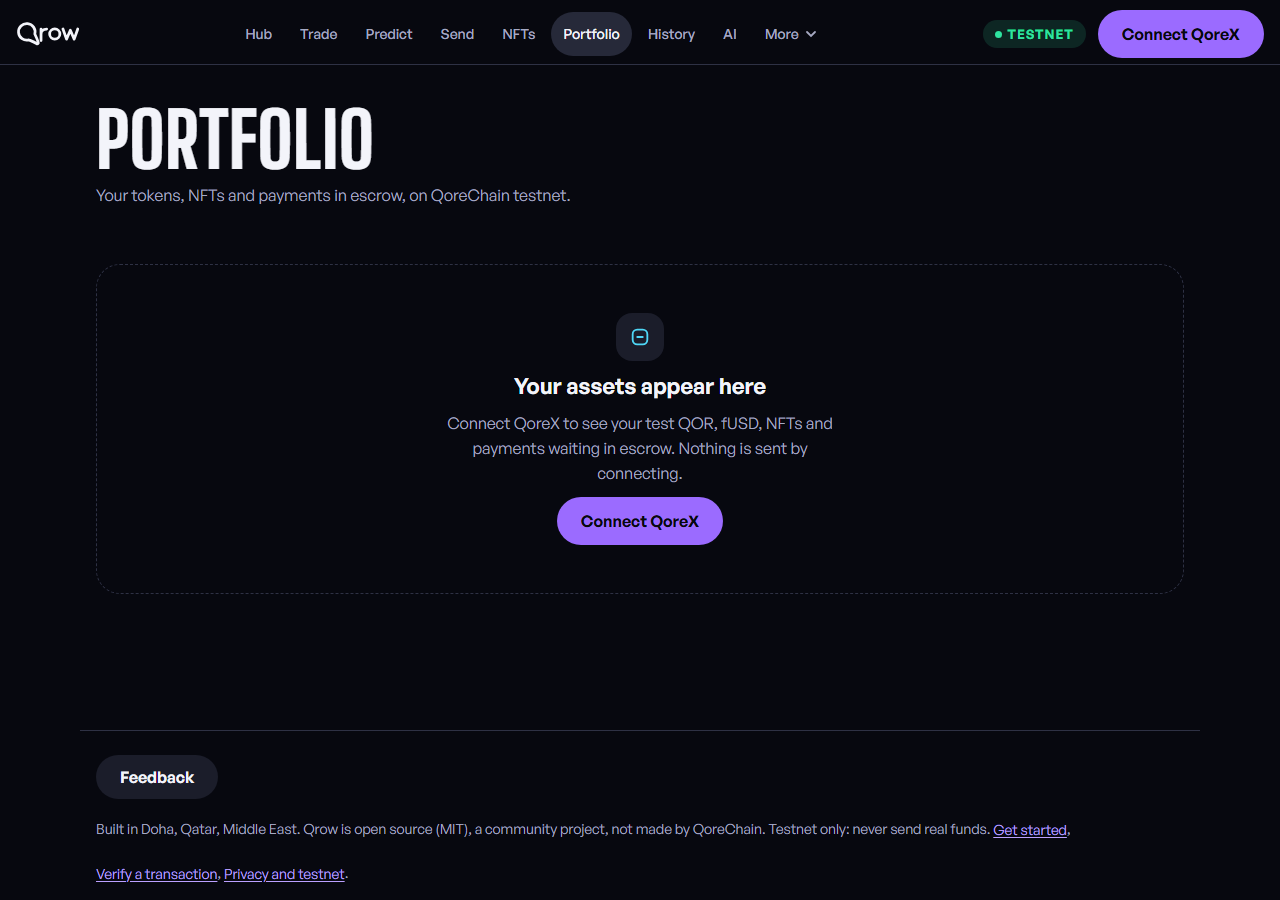 Qrow
Hub
Trade
Predict
Send
NFTs
Portfolio
History
AI
More
TESTNET
Connect QoreX
PORTFOLIO
Your tokens, NFTs and payments in escrow, on QoreChain testnet.
Your assets appear here
Connect QoreX to see your test QOR, fUSD, NFTs and
payments waiting in escrow. Nothing is sent by
connecting.
Connect QoreX
Feedback
Built in Doha, Qatar, Middle East. Qrow is open source (MIT), a community project, not made by QoreChain. Testnet only: never send real funds. Get started,
Verify a transaction, Privacy and testnet.